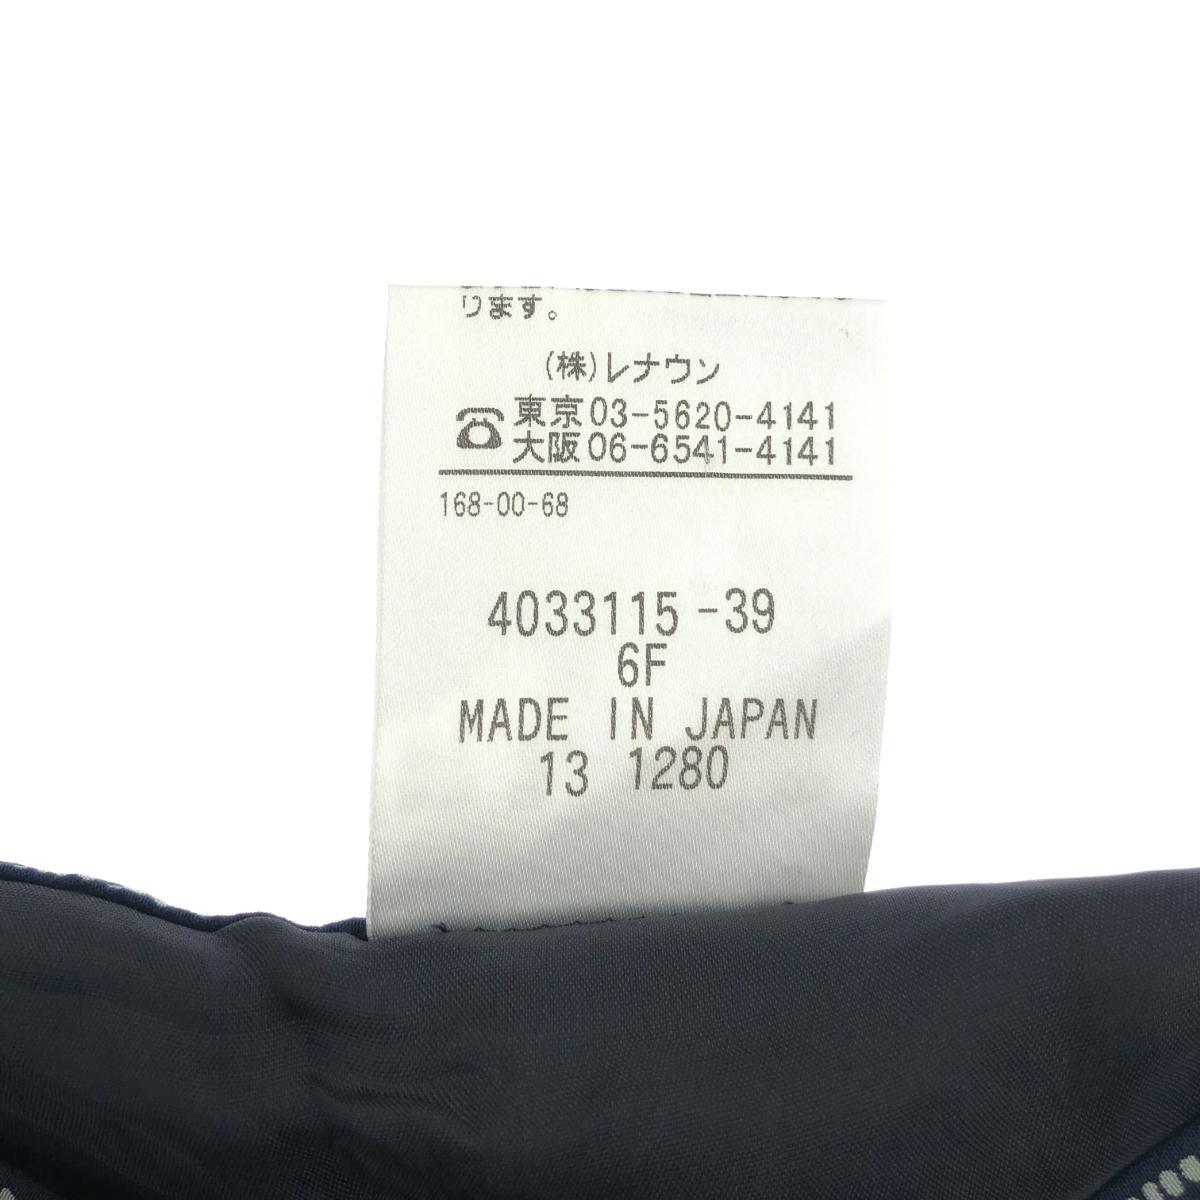 ります。
(株)レナウン
☎東京03-5620-4141
大阪06-6541-4141
168-00-68
4033115-39
6F
MADE IN JAPAN
13 1280